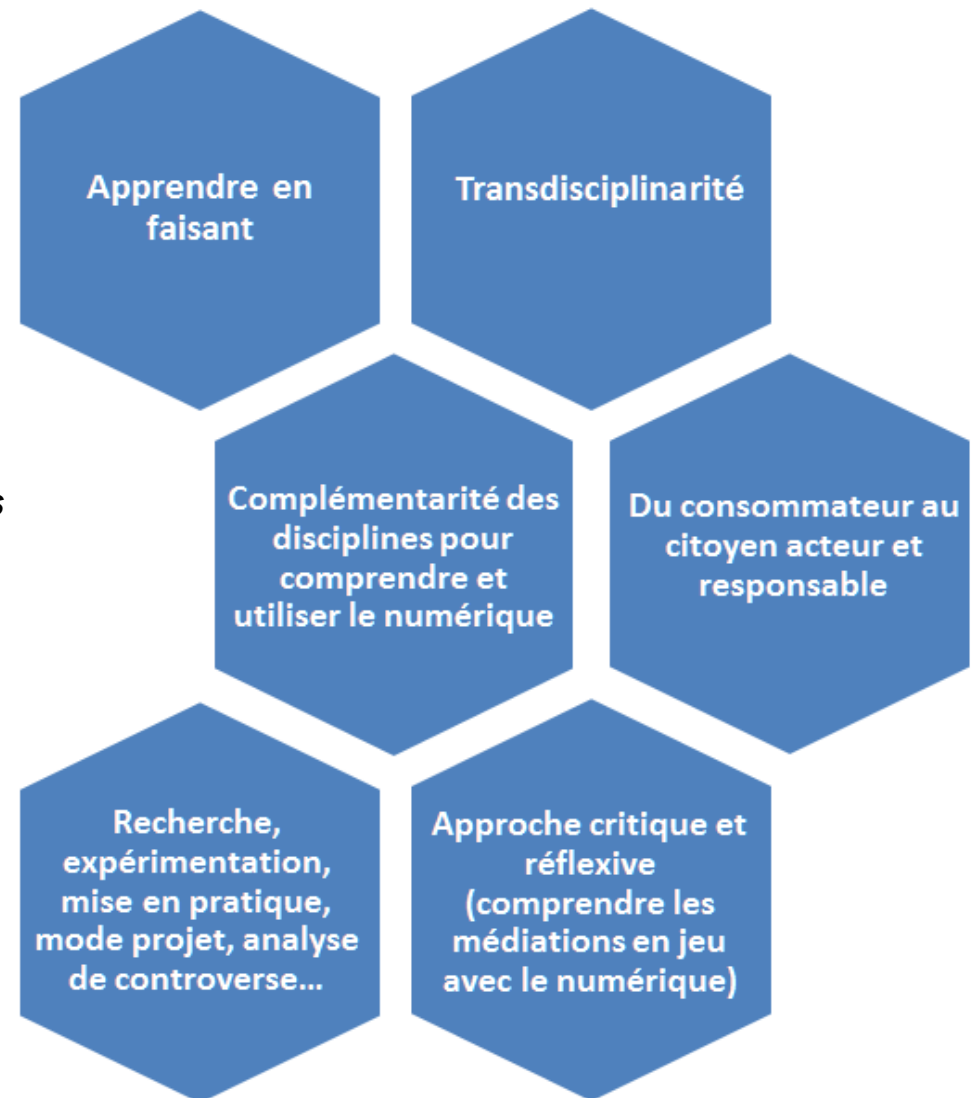 Apprendre en
faisant
Transdisciplinarité
s
Complémentarité des
disciplines pour
comprendre et
utiliser le numérique
Du consommateur au
citoyen acteur et
responsable
Recherche,
expérimentation,
mise en pratique,
mode projet, analyse
de controverse...
Approche critique et
réflexive
(comprendre les
médiations en jeu
avec le numérique)